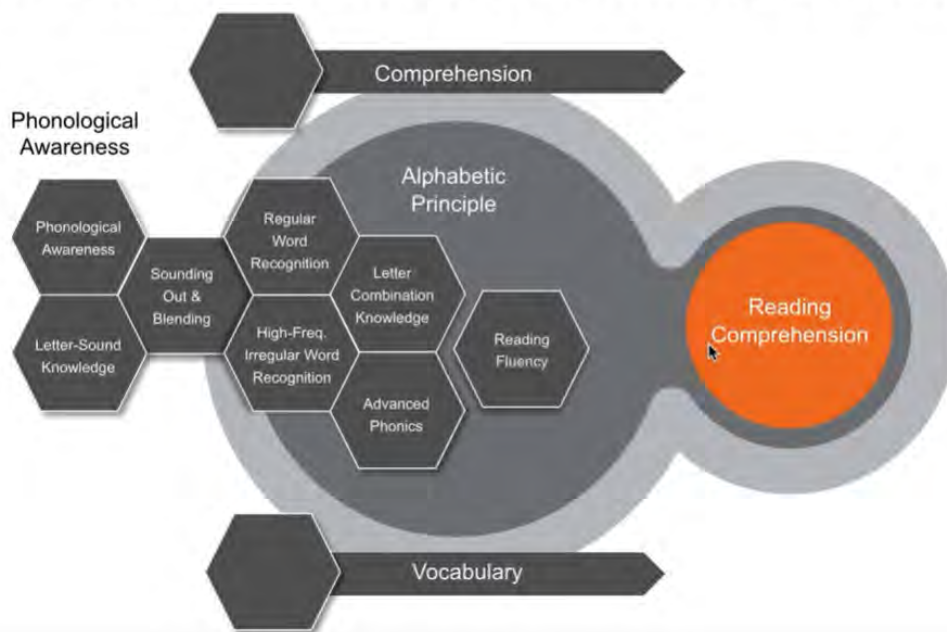 Comprehension
Phonological
Awareness
Alphabetic
Principle
Phonological
Awareness
Regular
Word
Recognition
Sounding
Out &
Blending
Letter
Combination
Knowledge
Letter-Sound
Knowledge
High-Freq.
Irregular Word
Recognition
Reading
Fluency
Advanced
Phonics
Reading
Comprehension
Vocabulary